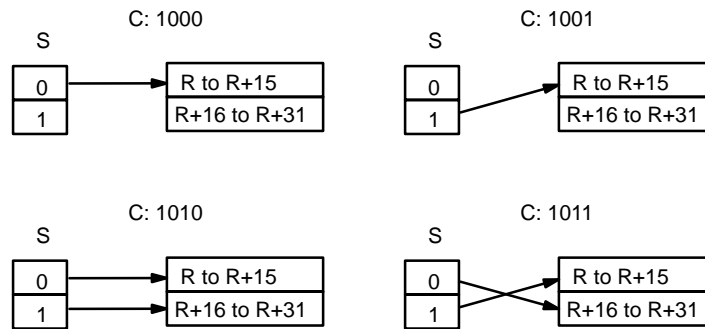 C: 1000
S
0
R to R+15
1
R+16 to R+31
C: 1001
S
0
R to R+15
1
R+16 to R+31
C: 1010
S
0
R to R+15
1
R+16 to R+31
C: 1011
S
0
R to R+15
1
R+16 to R+31